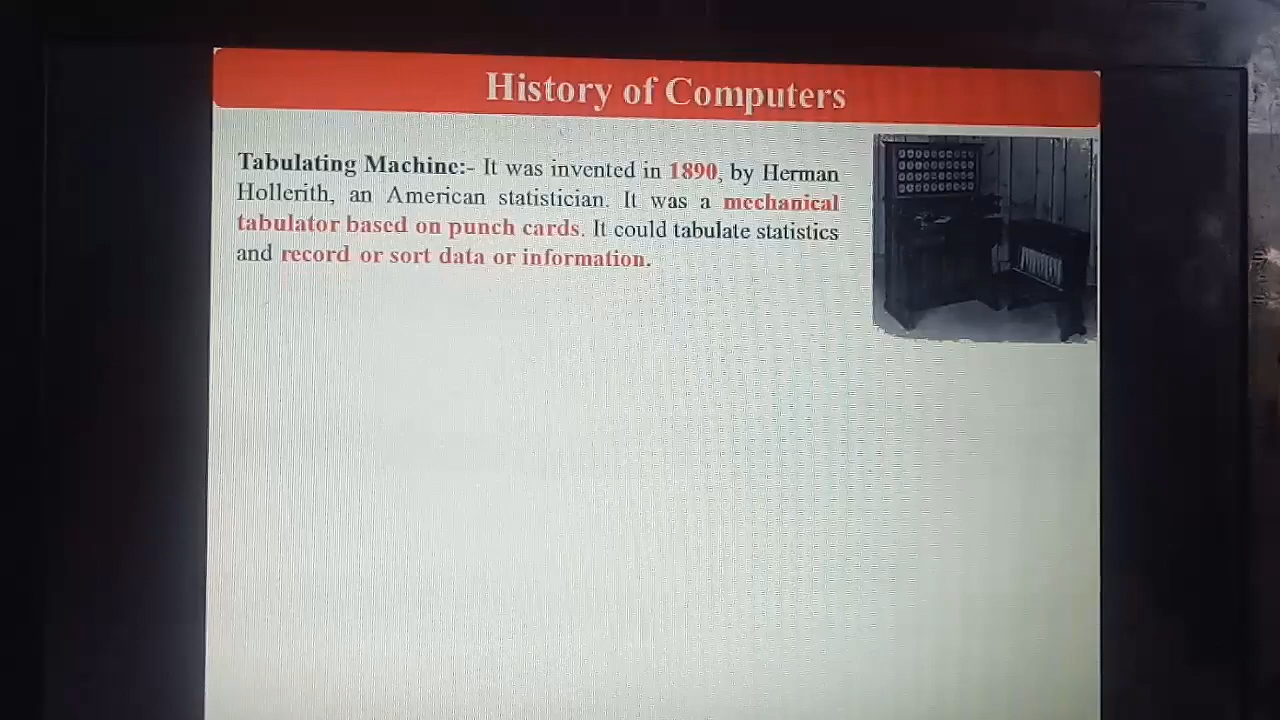 History of Computers
Tabulating Machine:- It was invented in 1890, by Herman
Hollerith, an American statistician. It was a mechanical
tabulator based on punch cards. It could tabulate statistics
and record or sort data or information.